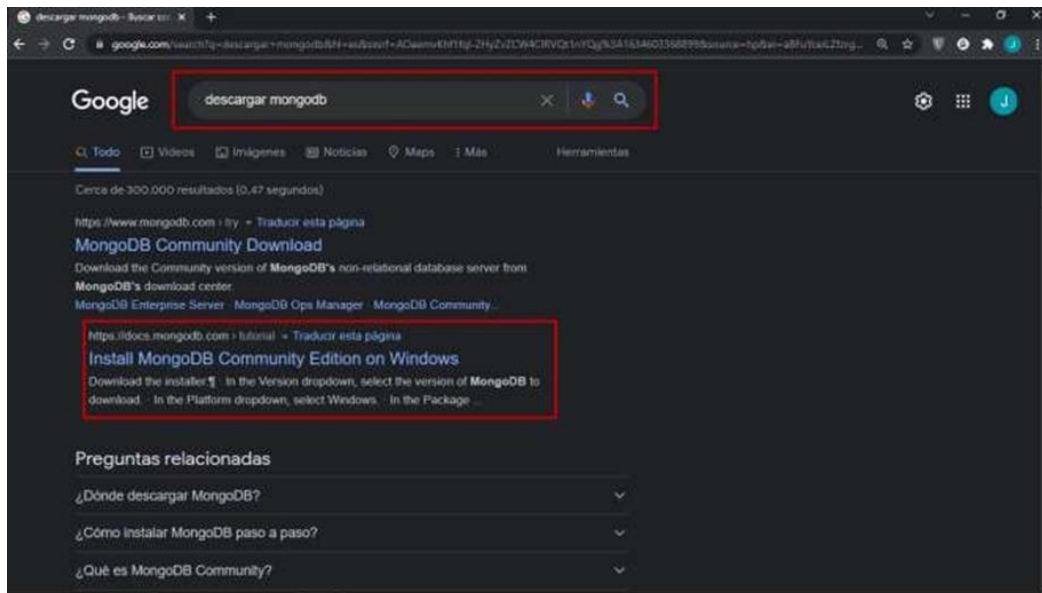 descargar mongodb - Buscar con
google.com/search?q=descargar+mongodb
Google
descargar mongodb
J
Todo Videos Imágenes Noticias Maps Más Herramientas
Cerca de 300.000 resultados (0,47 segundos)
https://www.mongodb.com › try Traducir esta página
MongoDB Community Download
Download the Community version of MongoDB's non-relational database server from
MongoDB's download center.
MongoDB Enterprise Server · MongoDB Ops Manager · MongoDB Community...
https://docs.mongodb.com › tutorial Traducir esta página
Install MongoDB Community Edition on Windows
Download the installer.¶ · In the Version dropdown, select the version of MongoDB to
download. · In the Platform dropdown, select Windows. · In the Package ...
Preguntas relacionadas
¿Dónde descargar MongoDB?
¿Cómo instalar MongoDB paso a paso?
¿Qué es MongoDB Community?